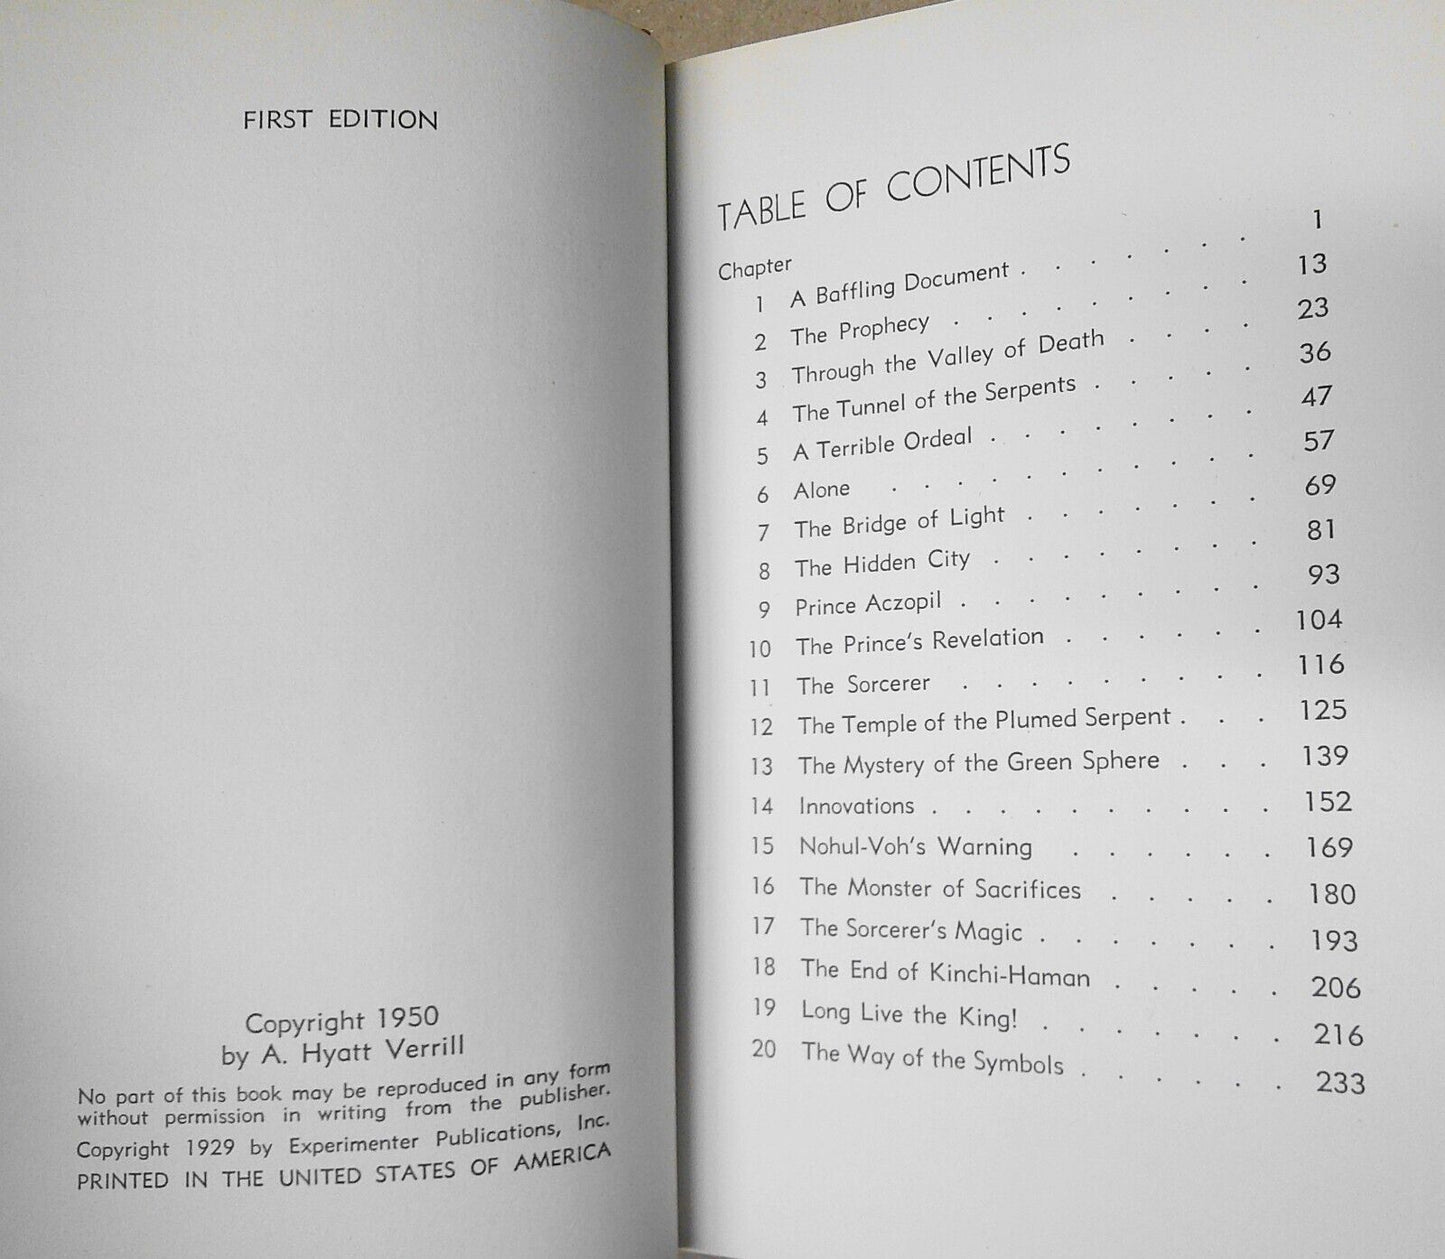 FIRST EDITION
Copyright 1950
by A. Hyatt Verrill
No part of this book may be reproduced in any form
without permission in writing from the publisher.
Copyright 1929 by Experimenter Publications, Inc.
PRINTED IN THE UNITED STATES OF AMERICA
TABLE OF CONTENTS
Chapter
1 A Baffling Document . . . . . . . 1
2 The Prophecy . . . . . . . . . 13
3 Through the Valley of Death . . . . 23
4 The Tunnel of the Serpents . . . . . 36
5 A Terrible Ordeal . . . . . . . . 47
6 Alone . . . . . . . . . . . 57
7 The Bridge of Light . . . . . . . 69
8 The Hidden City . . . . . . . . 81
9 Prince Aczopil . . . . . . . . . 93
10 The Prince's Revelation . . . . . . 104
11 The Sorcerer . . . . . . . . . 116
12 The Temple of the Plumed Serpent . . . 125
13 The Mystery of the Green Sphere . . . 139
14 Innovations . . . . . . . . . . 152
15 Nohul-Voh's Warning . . . . . . 169
16 The Monster of Sacrifices . . . . . 180
17 The Sorcerer's Magic . . . . . . . 193
18 The End of Kinchi-Haman . . . . . 206
19 Long Live the King! . . . . . . . 216
20 The Way of the Symbols . . . . . . 233